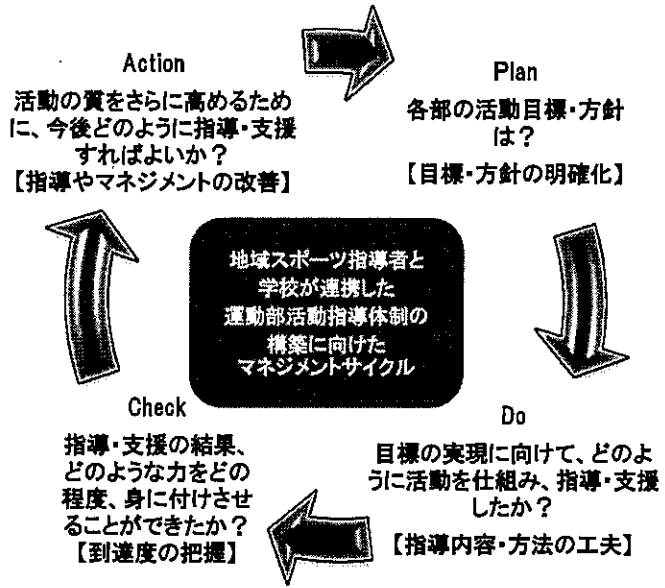 Action
活動の質をさらに高めるため
に、今後どのように指導・支援
すればよいか？
【指導やマネジメントの改善】
Plan
各部の活動目標・方針
は？
【目標・方針の明確化】
地域スポーツ指導者と
学校が連携した
運動部活動指導体制の
構築に向けた
マネジメントサイクル
Check
指導・支援の結果、
どのような力をどの
程度、身に付けさせ
ることができたか？
【到達度の把握】
Do
目標の実現に向けて、どのよ
うに活動を仕組み、指導・支援
したか？
【指導内容・方法の工夫】